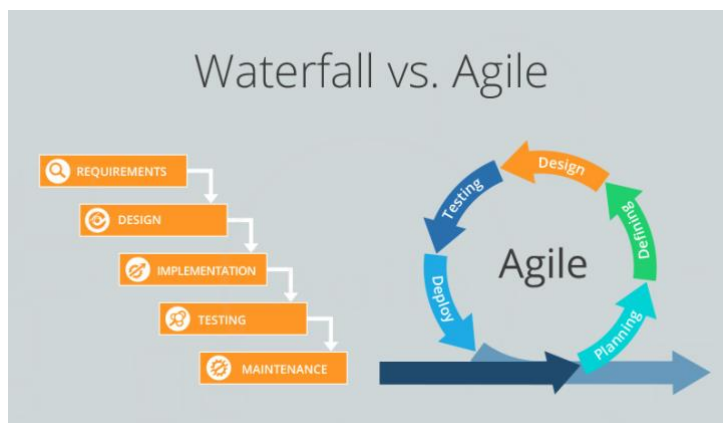 Waterfall vs. Agile
REQUIREMENTS
DESIGN
IMPLEMENTATION
TESTING
MAINTENANCE
Agile
Planning
Defining
Design
Testing
Deploy